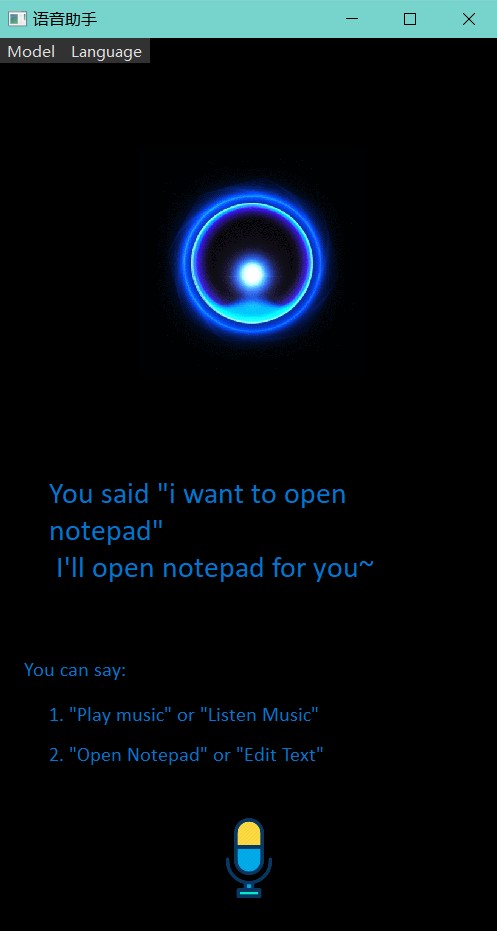 语音助手
Model Language
You said "i want to open
notepad"
I'll open notepad for you~
You can say:
1. "Play music" or "Listen Music"
2. "Open Notepad" or "Edit Text"